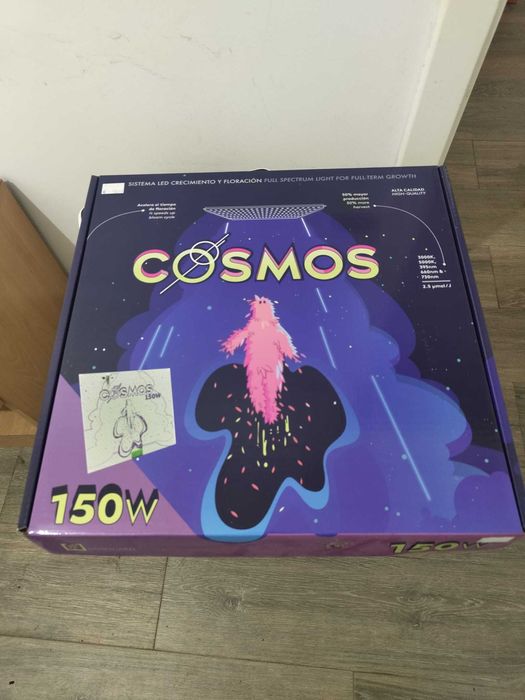 SISTEMA LED CRECIMIENTO Y FLORACIÓN FULL SPECTRUM LIGHT FOR FULL-TERM GROWTH
Acelera el tiempo
de floración
It speeds up
bloom cycle
50% mayor
producción
50% more
harvest
ALTA CALIDAD
HIGH-QUALITY
COSMOS
3000K,
5000K,
395nm
660nm &
730nm
2.5 µmol/J
COSMOS
150W
150W
150W